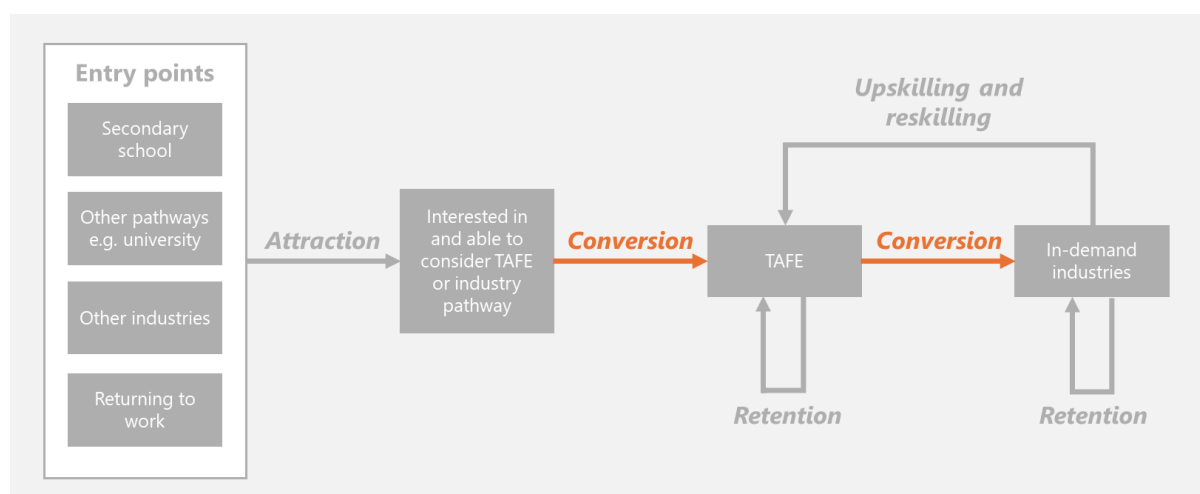 Entry points
Secondary
school
Other pathways
e.g. university
Other industries
Returning to
work
Attraction
Interested in
and able to
consider TAFE
or industry
pathway
Conversion
TAFE
Conversion
In-demand
industries
Upskilling and
reskilling
Retention
Retention